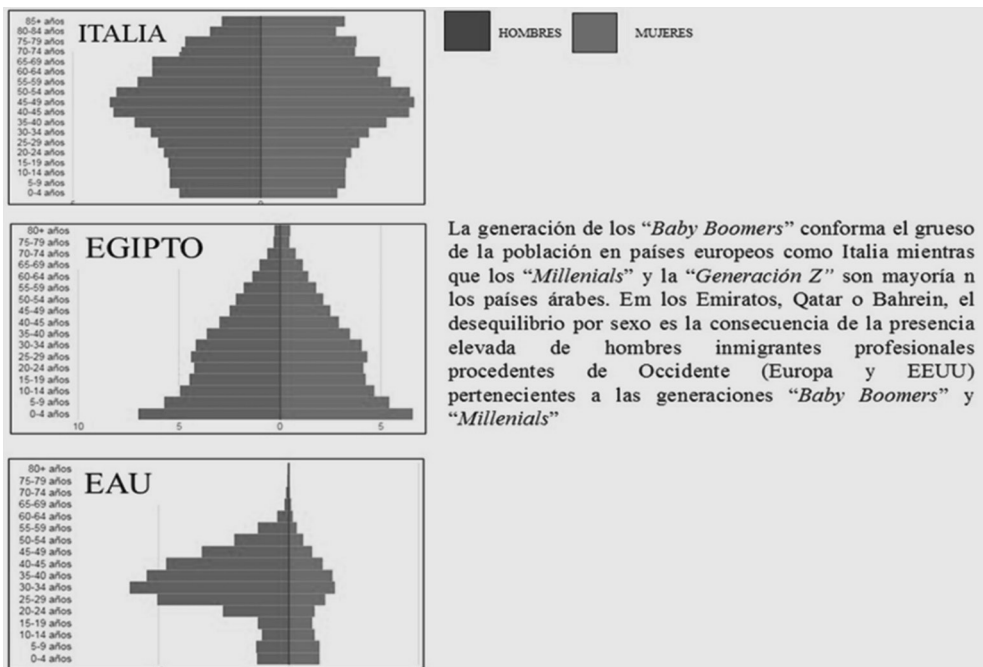 85+ años
80-84 años
75-79 años
70-74 años
65-69 años
60-64 años
55-59 años
50-54 años
45-49 años
40-45 años
35-40 años
30-34 años
25-29 años
20-24 años
15-19 años
10-14 años
5-9 años
0-4 años
ITALIA
HOMBRES
MUJERES
80+ años
75-79 años
70-74 años
65-69 años
60-64 años
55-59 años
50-54 años
45-49 años
40-45 años
35-40 años
30-34 años
25-29 años
20-24 años
15-19 años
10-14 años
5-9 años
0-4 años
EGIPTO
10 5 0 5
La generación de los “Baby Boomers” conforma el grueso
de la población en países europeos como Italia mientras
que los “Millenials” y la “Generación Z” son mayoría n
los países árabes. Em los Emiratos, Qatar o Bahrein, el
desequilibrio por sexo es la consecuencia de la presencia
elevada de hombres inmigrantes profesionales
procedentes de Occidente (Europa y EEUU)
pertenecientes a las generaciones “Baby Boomers” y
“Millenials”
80+ años
75-79 años
70-74 años
65-69 años
60-64 años
55-59 años
50-54 años
45-49 años
40-45 años
35-40 años
30-34 años
25-29 años
20-24 años
15-19 años
10-14 años
5-9 años
0-4 años
EAU